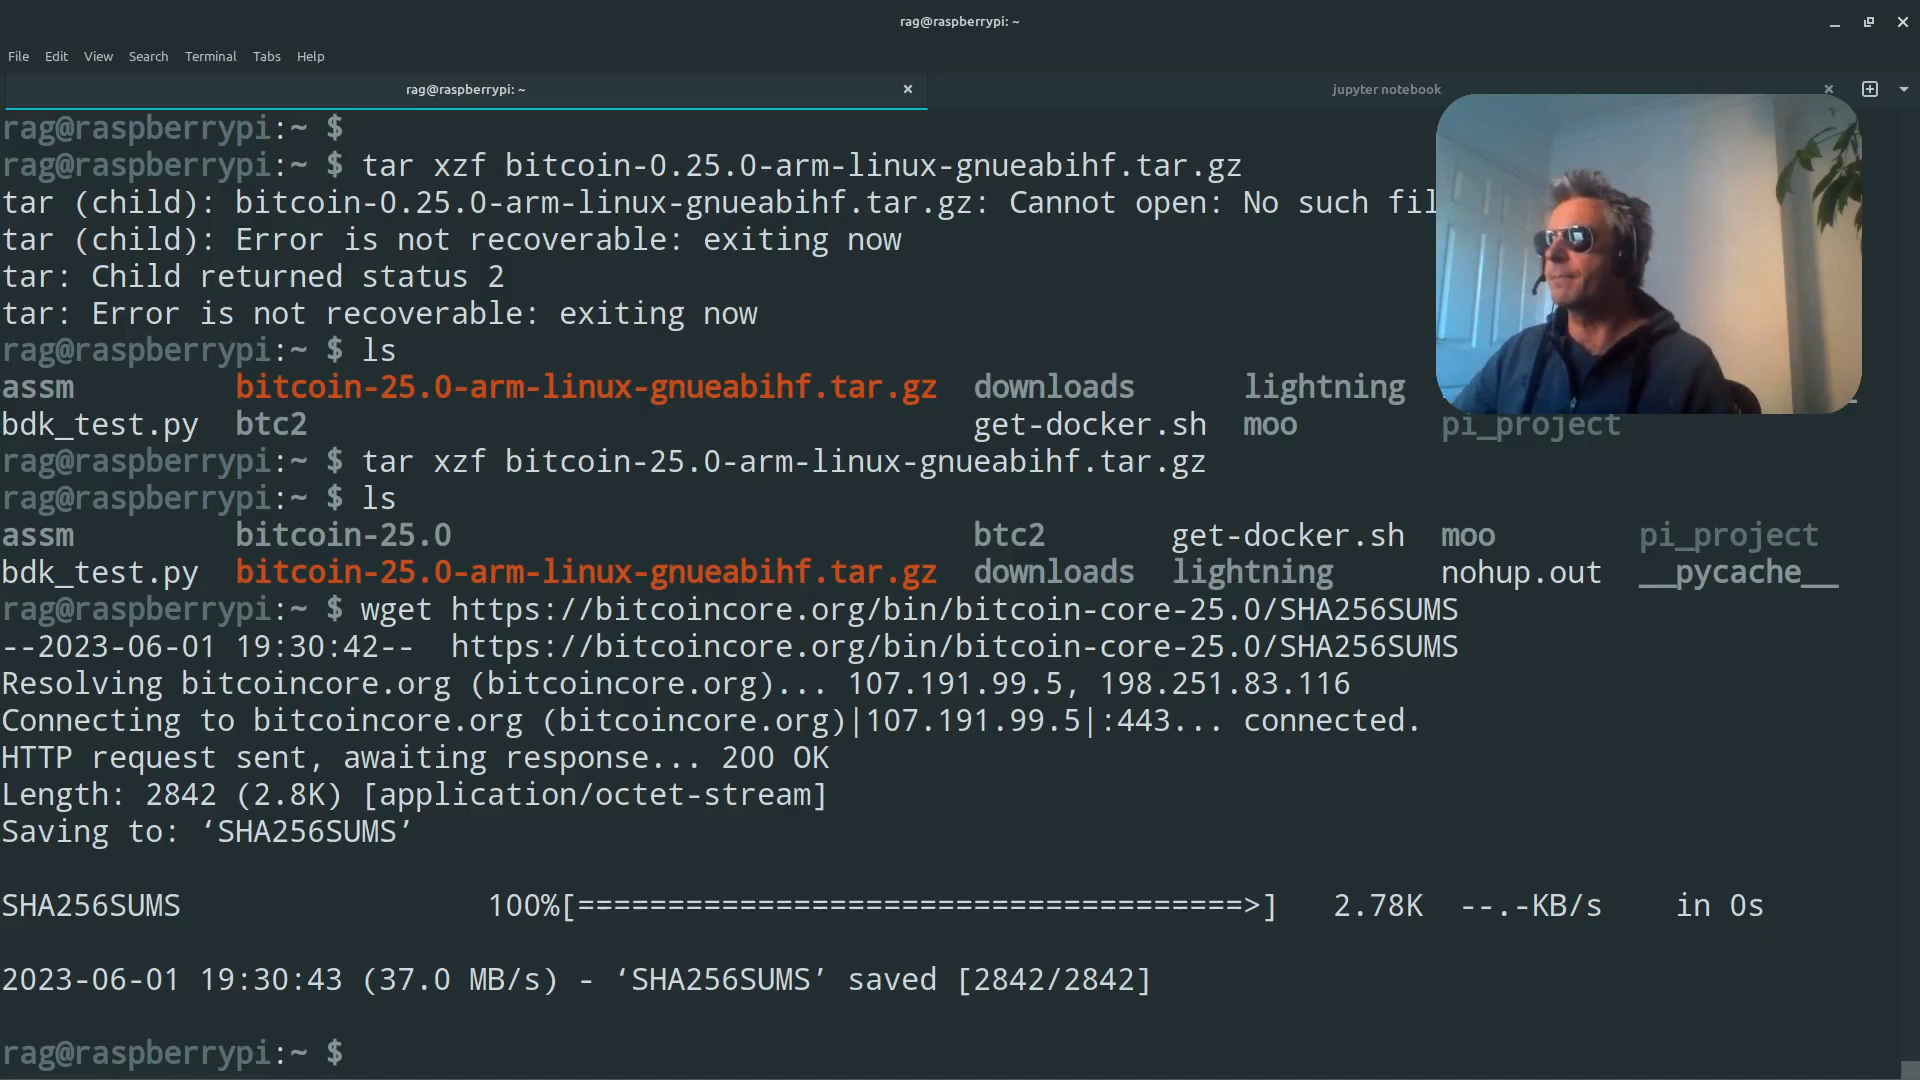 rag@raspberrypi: ~
File Edit View Search Terminal Tabs Help
rag@raspberrypi: ~ jupyter notebook
rag@raspberrypi:~ $
rag@raspberrypi:~ $ tar xzf bitcoin-0.25.0-arm-linux-gnueabihf.tar.gz
tar (child): bitcoin-0.25.0-arm-linux-gnueabihf.tar.gz: Cannot open: No such fil
tar (child): Error is not recoverable: exiting now
tar: Child returned status 2
tar: Error is not recoverable: exiting now
rag@raspberrypi:~ $ ls
assm bitcoin-25.0-arm-linux-gnueabihf.tar.gz downloads lightning
bdk_test.py btc2 get-docker.sh moo pi_project
rag@raspberrypi:~ $ tar xzf bitcoin-25.0-arm-linux-gnueabihf.tar.gz
rag@raspberrypi:~ $ ls
assm bitcoin-25.0 btc2 get-docker.sh moo pi_project
bdk_test.py bitcoin-25.0-arm-linux-gnueabihf.tar.gz downloads lightning nohup.out __pycache__
rag@raspberrypi:~ $ wget https://bitcoincore.org/bin/bitcoin-core-25.0/SHA256SUMS
--2023-06-01 19:30:42-- https://bitcoincore.org/bin/bitcoin-core-25.0/SHA256SUMS
Resolving bitcoincore.org (bitcoincore.org)... 107.191.99.5, 198.251.83.116
Connecting to bitcoincore.org (bitcoincore.org)|107.191.99.5|:443... connected.
HTTP request sent, awaiting response... 200 OK
Length: 2842 (2.8K) [application/octet-stream]
Saving to: ‘SHA256SUMS’
SHA256SUMS 100%[=====================================>] 2.78K --.-KB/s in 0s
2023-06-01 19:30:43 (37.0 MB/s) - ‘SHA256SUMS’ saved [2842/2842]
rag@raspberrypi:~ $